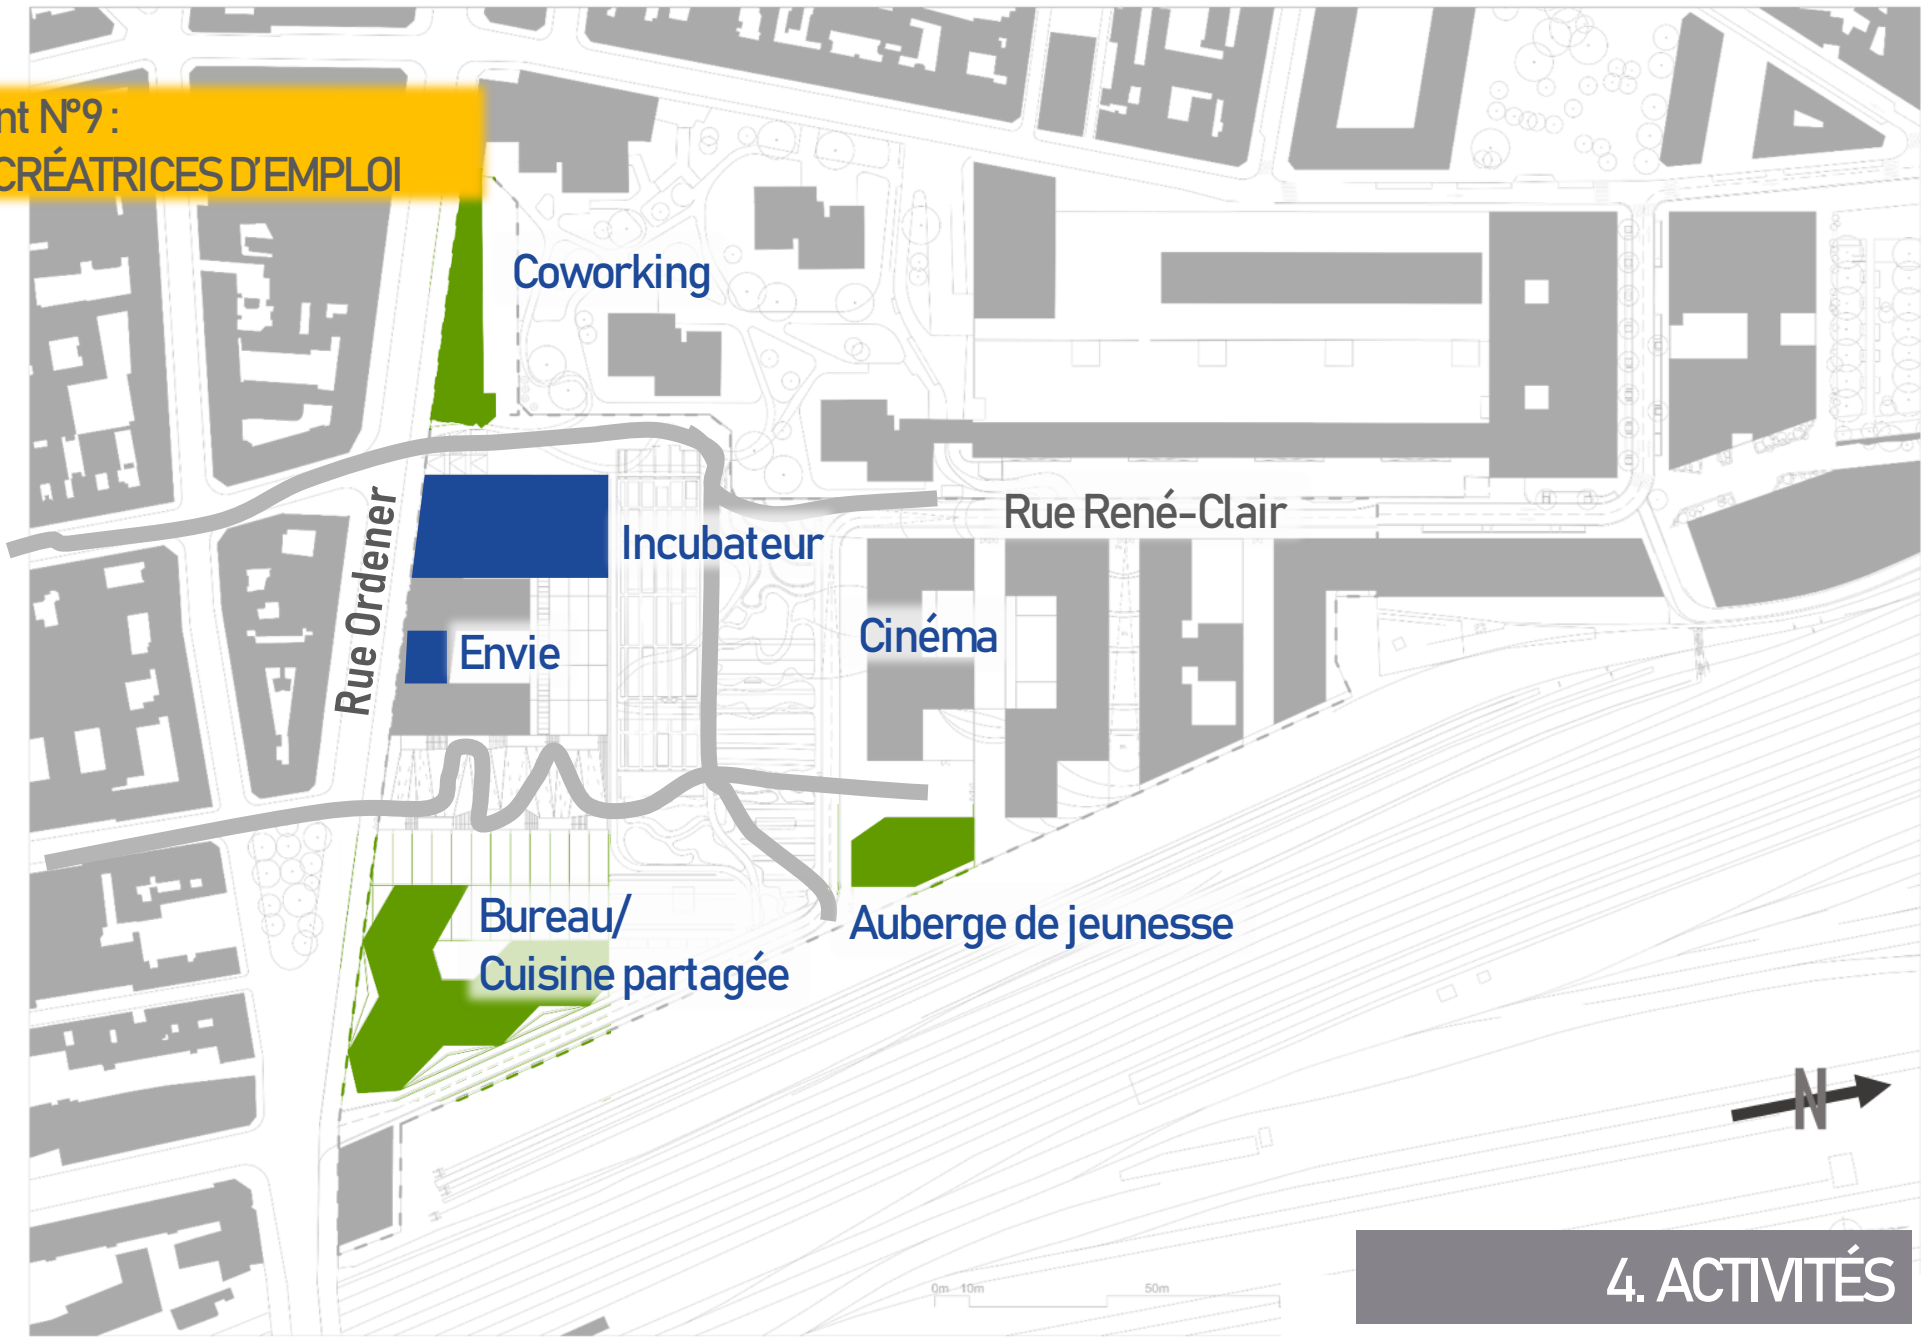 nt N°9 :
CRÉATRICES D'EMPLOI
Coworking
Rue René-Clair
Incubateur
Rue Ordener
Cinéma
Envie
Bureau/
Cuisine partagée
Auberge de jeunesse
N
0m 10m 50m
4. ACTIVITÉS